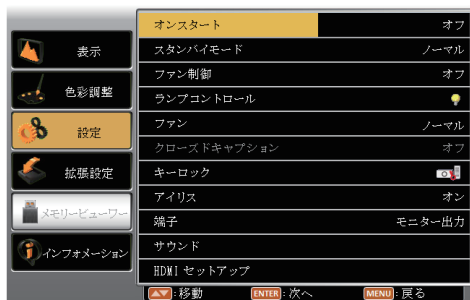 表示
色彩調整
設定
拡張設定
メモリービューワー
インフォメーション
オンスタート オフ
スタンバイモード ノーマル
ファン制御 オフ
ランプコントロール
ファン ノーマル
クローズドキャプション オフ
キーロック
アイリス オン
端子 モニター出力
サウンド
HDMI セットアップ
:移動 ENTER:次へ MENU:戻る